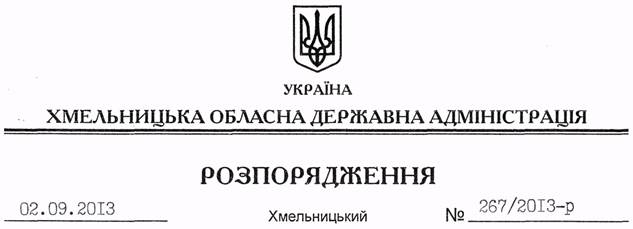 УКРАЇНА
ХМЕЛЬНИЦЬКА ОБЛАСНА ДЕРЖАВНА АДМІНІСТРАЦІЯ
РОЗПОРЯДЖЕННЯ
02.09.2013 Хмельницький № 267/2013-р